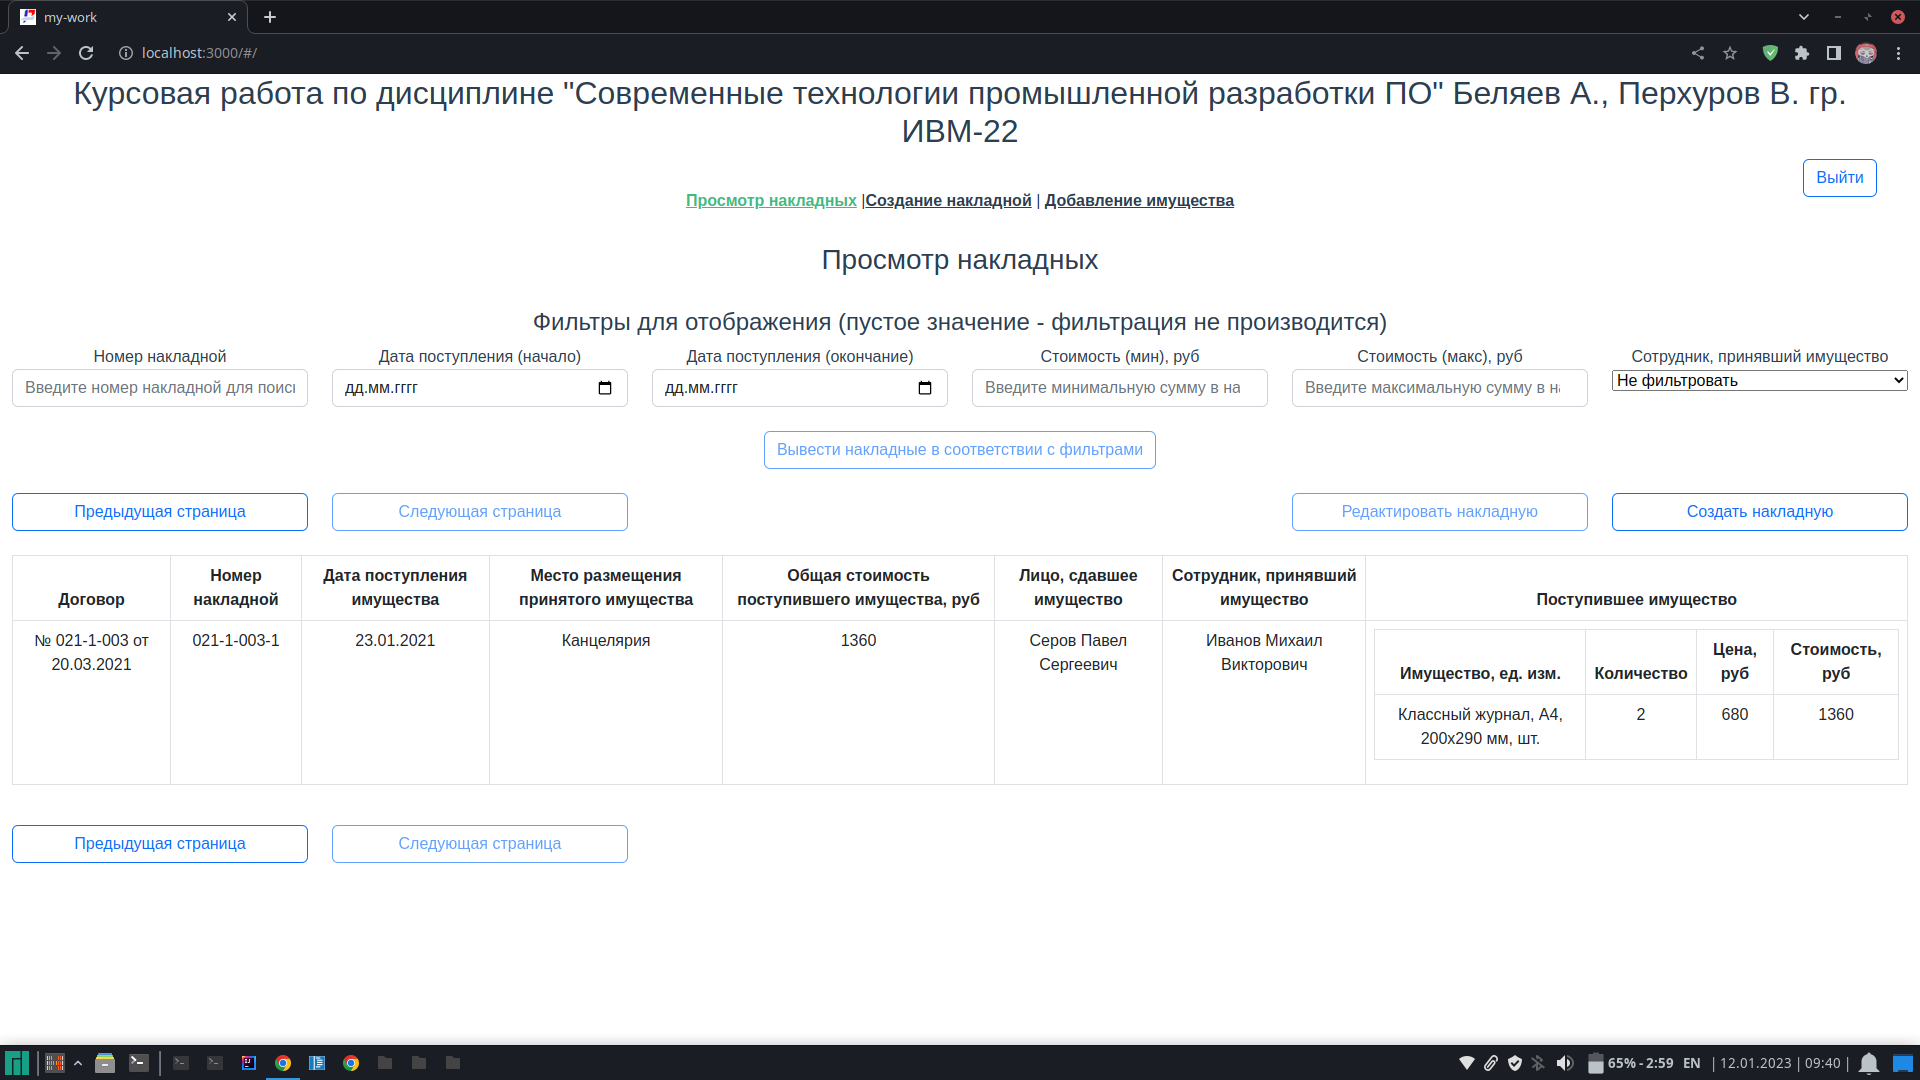 my-work
localhost:3000/#/
Курсовая работа по дисциплине "Современные технологии промышленной разработки ПО" Беляев А., Перхуров В. гр.
ИВМ-22
Выйти
Просмотр накладных |Создание накладной | Добавление имущества
Просмотр накладных
Фильтры для отображения (пустое значение - фильтрация не производится)
Номер накладной Дата поступления (начало) Дата поступления (окончание) Стоимость (мин), руб Стоимость (макс), руб Сотрудник, принявший имущество
Введите номер накладной для поиск дд.мм.гггг дд.мм.гггг Введите минимальную сумму в на Введите максимальную сумму в на Не фильтровать
Вывести накладные в соответствии с фильтрами
Предыдущая страница Следующая страница Редактировать накладную Создать накладную
Номер Дата поступления Место размещения Общая стоимость Лицо, сдавшее Сотрудник, принявший
Договор накладной имущества принятого имущества поступившего имущества, руб имущество имущество Поступившее имущество
№ 021-1-003 от 021-1-003-1 23.01.2021 Канцелярия 1360 Серов Павел Иванов Михаил
20.03.2021 Сергеевич Викторович
Цена, Стоимость,
Имущество, ед. изм. Количество руб руб
Классный журнал, А4, 2 680 1360
200х290 мм, шт.
Предыдущая страница Следующая страница
65% - 2:59 EN | 12.01.2023 | 09:40 |